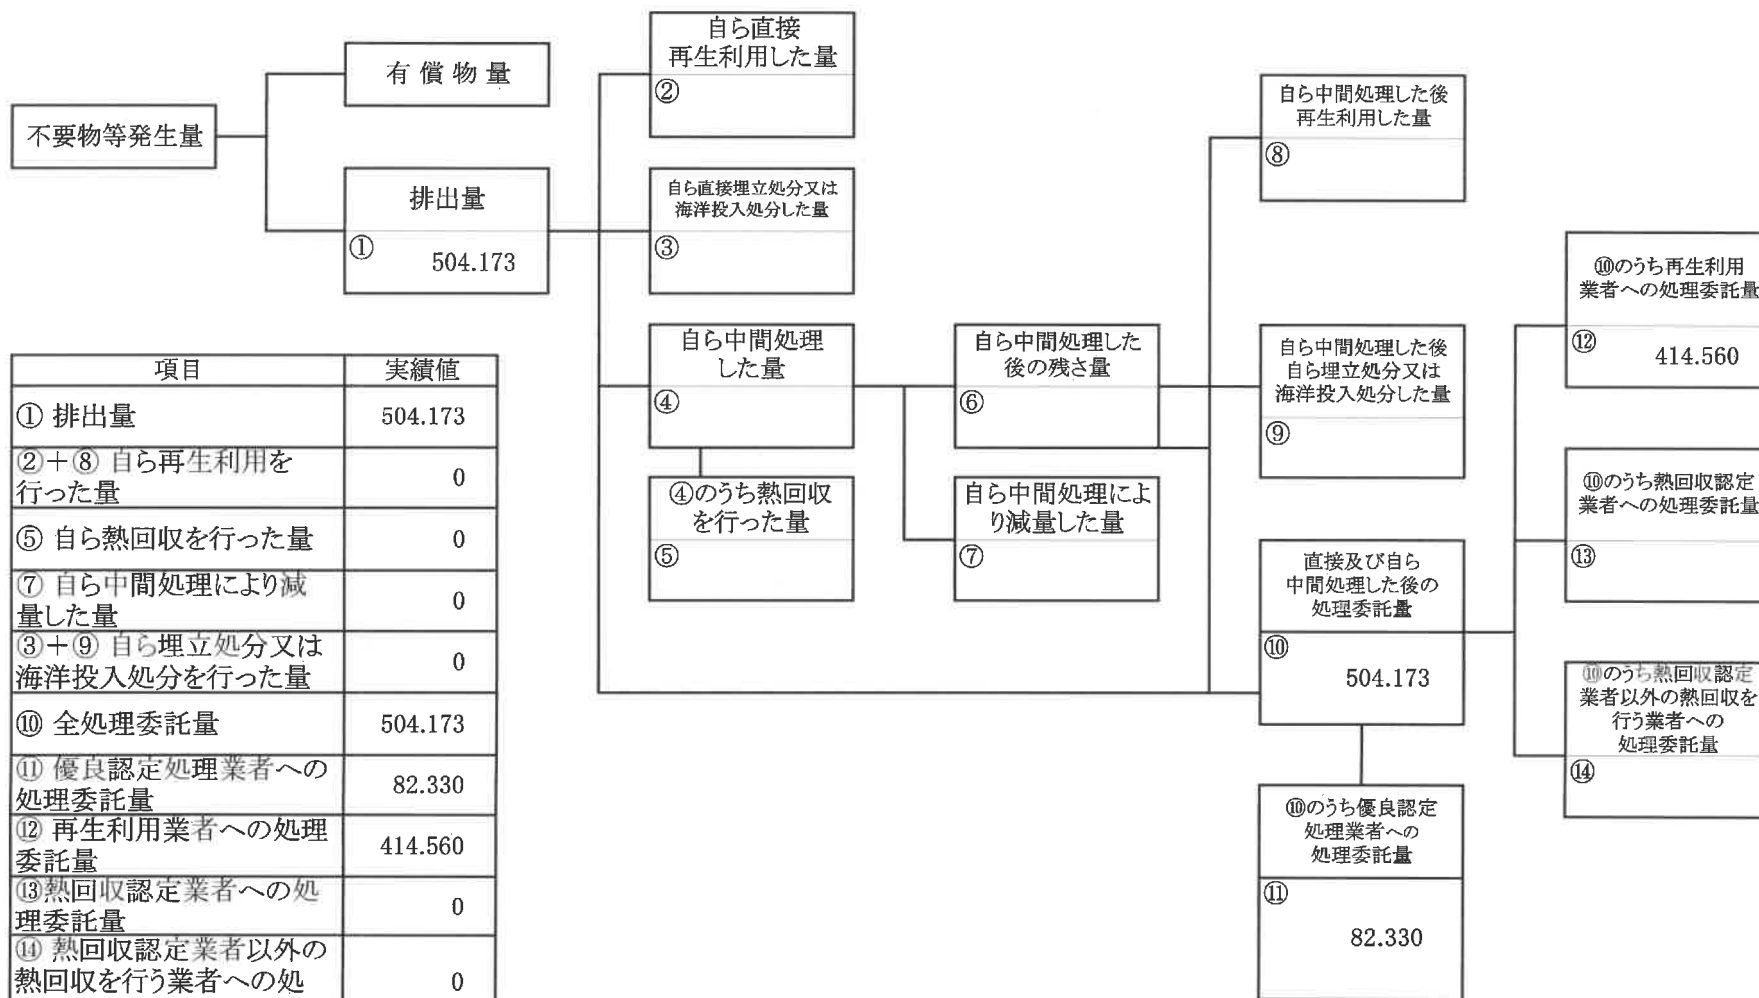 不要物等発生量
有償物量
排出量
①
504.173
自ら直接
再生利用した量
②
自ら直接埋立処分又は
海洋投入処分した量
③
自ら中間処理
した量
④
④のうち熱回収
を行った量
⑤
自ら中間処理した
後の残さ量
⑥
自ら中間処理によ
り減量した量
⑦
自ら中間処理した後
再生利用した量
⑧
自ら中間処理した後
自ら埋立処分又は
海洋投入処分した量
⑨
直接及び自ら
中間処理した後の
処理委託量
⑩
504.173
⑩のうち優良認定
処理業者への
処理委託量
⑪
82.330
⑩のうち再生利用
業者への処理委託量
⑫
414.560
⑩のうち熱回収認定
業者への処理委託量
⑬
⑩のうち熱回収認定
業者以外の熱回収を
行う業者への
処理委託量
⑭
項目 実績値
① 排出量 504.173
②+⑧ 自ら再生利用を
行った量 0
⑤ 自ら熱回収を行った量 0
⑦ 自ら中間処理により減
量した量 0
③+⑨ 自ら埋立処分又は
海洋投入処分を行った量 0
⑩ 全処理委託量 504.173
⑪ 優良認定処理業者への
処理委託量 82.330
⑫ 再生利用業者への処理
委託量 414.560
⑬熱回収認定業者への処
理委託量 0
⑭ 熱回収認定業者以外の
熱回収を行う業者への処 0